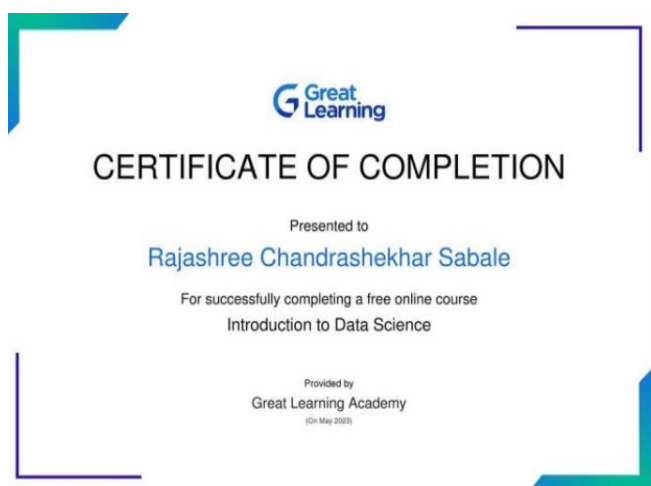 Great
Learning
CERTIFICATE OF COMPLETION
Presented to
Rajashree Chandrashekhar Sabale
For successfully completing a free online course
Introduction to Data Science
Provided by
Great Learning Academy
(On May 2023)